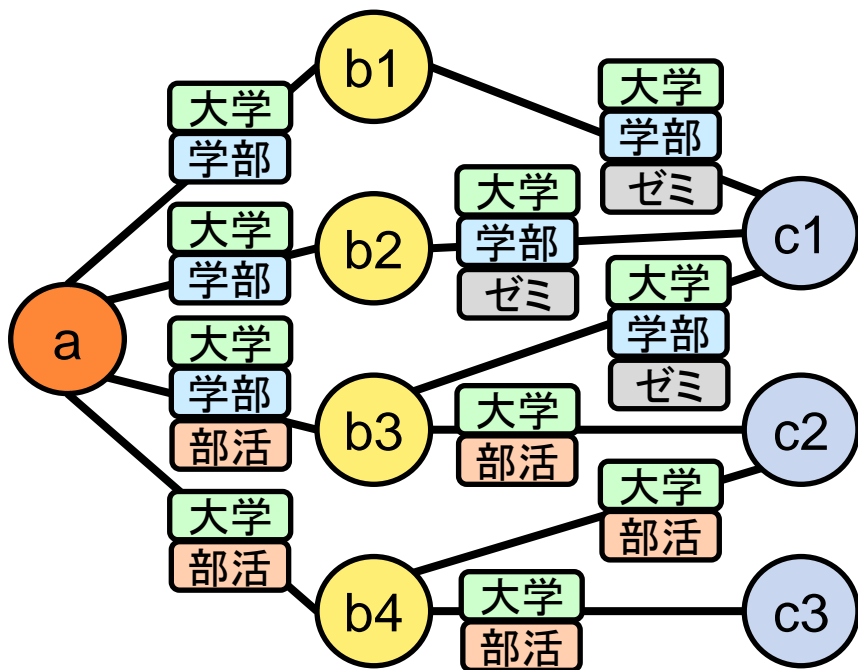 b1
大学
学部
大学
学部
ゼミ
大学
学部
b2
大学
学部
ゼミ
c1
a
大学
学部
部活
b3
大学
学部
ゼミ
大学
部活
c2
大学
部活
b4
大学
部活
大学
部活
c3